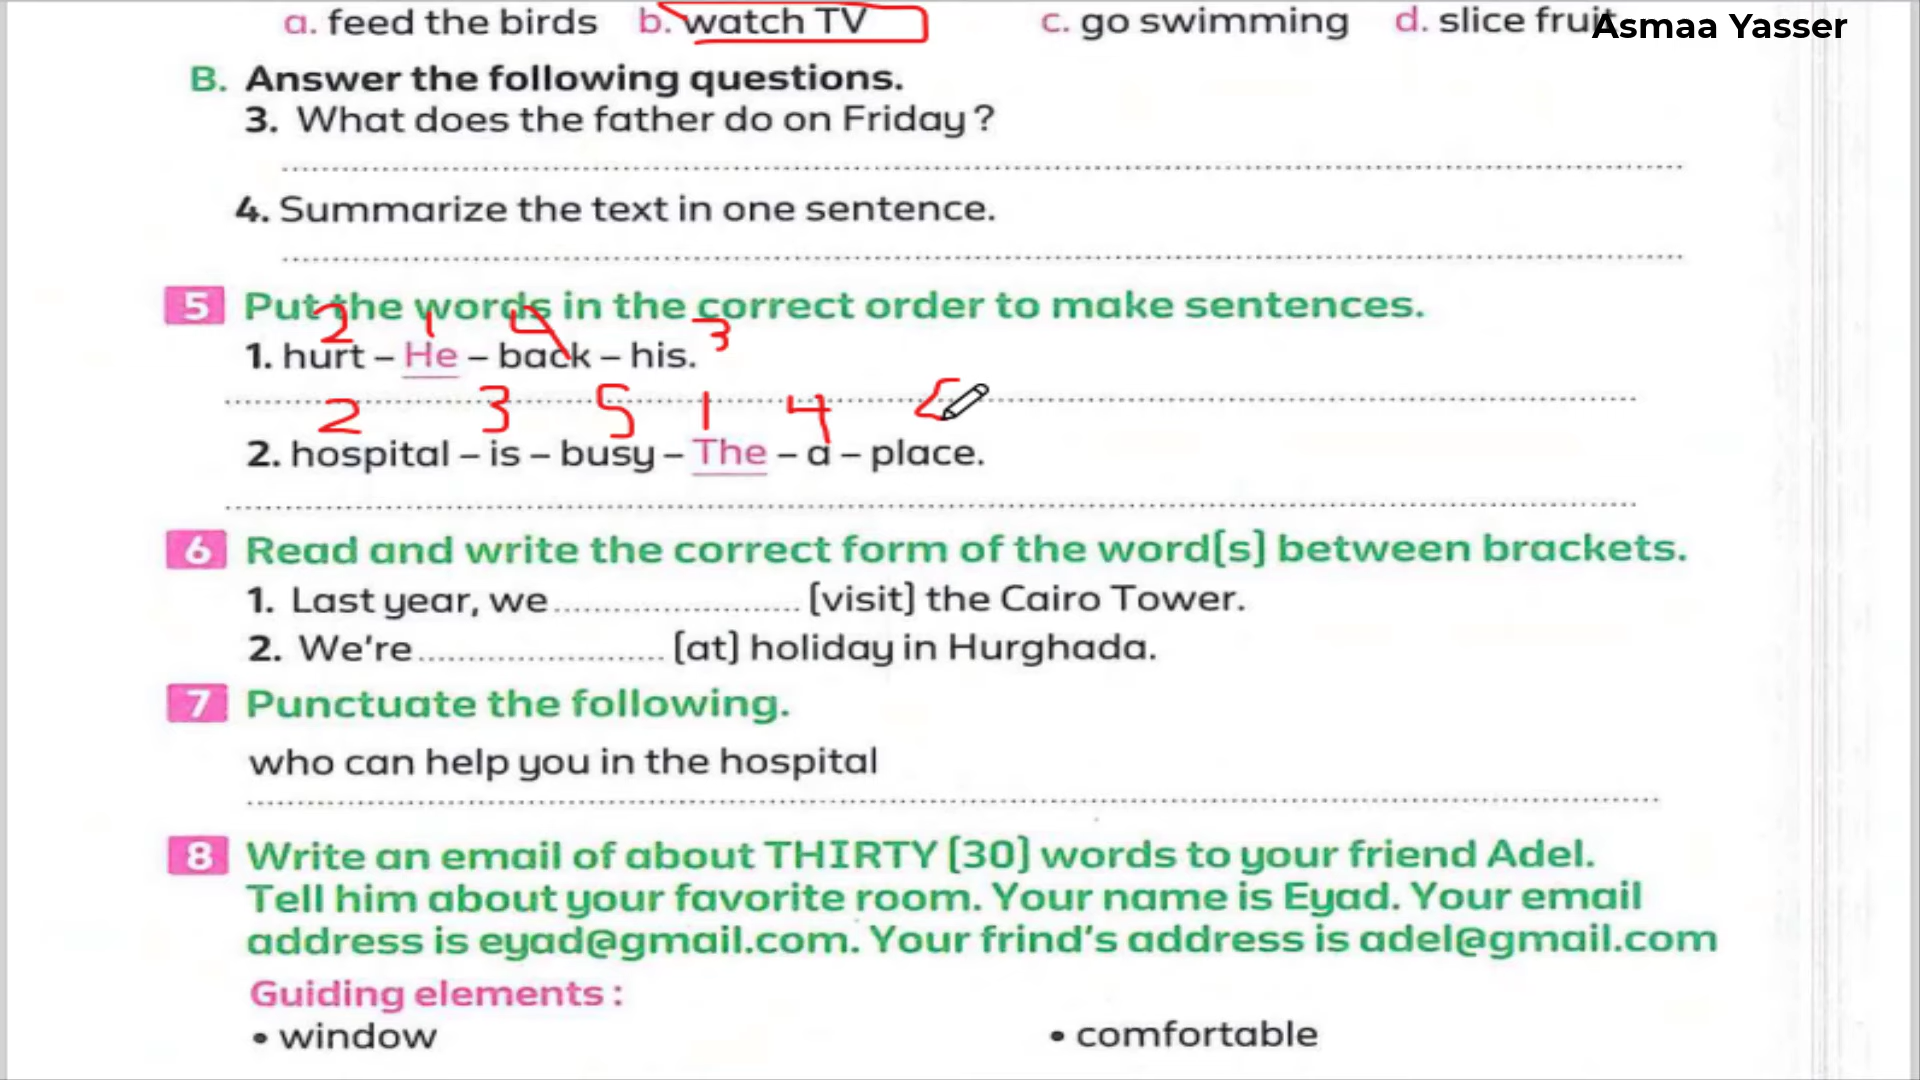 a. feed the birds b. watch TV c. go swimming d. slice fruit
Asmaa Yasser
B. Answer the following questions.
3. What does the father do on Friday ?
4. Summarize the text in one sentence.
5 Put the words in the correct order to make sentences.
2 1 4 3
1. hurt – He – back – his.
2 3 5 1 4
2. hospital – is – busy – The – a – place.
6 Read and write the correct form of the word(s) between brackets.
1. Last year, we ........................ (visit) the Cairo Tower.
2. We're ........................ (at) holiday in Hurghada.
7 Punctuate the following.
who can help you in the hospital
8 Write an email of about THIRTY (30) words to your friend Adel.
Tell him about your favorite room. Your name is Eyad. Your email
address is eyad@gmail.com. Your frind's address is adel@gmail.com
Guiding elements :
• window • comfortable